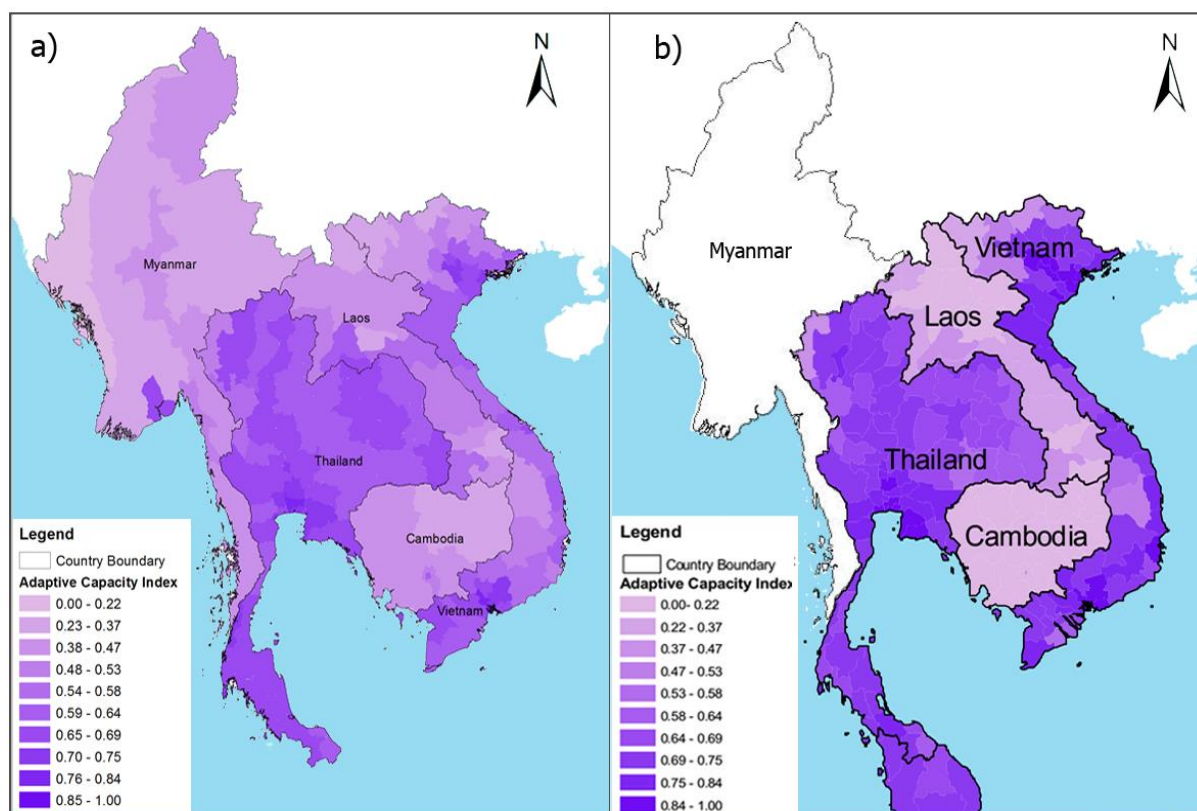 a)
N
Myanmar
Laos
Thailand
Cambodia
Vietnam
Legend
Country Boundary
Adaptive Capacity Index
0.00 - 0.22
0.23 - 0.37
0.38 - 0.47
0.48 - 0.53
0.54 - 0.58
0.59 - 0.64
0.65 - 0.69
0.70 - 0.75
0.76 - 0.84
0.85 - 1.00
b)
N
Myanmar
Vietnam
Laos
Thailand
Cambodia
Legend
Country Boundary
Adaptive Capacity Index
0.00- 0.22
0.22 - 0.37
0.37 - 0.47
0.47 - 0.53
0.53 - 0.58
0.58 - 0.64
0.64 - 0.69
0.69 - 0.75
0.75 - 0.84
0.84 - 1.00